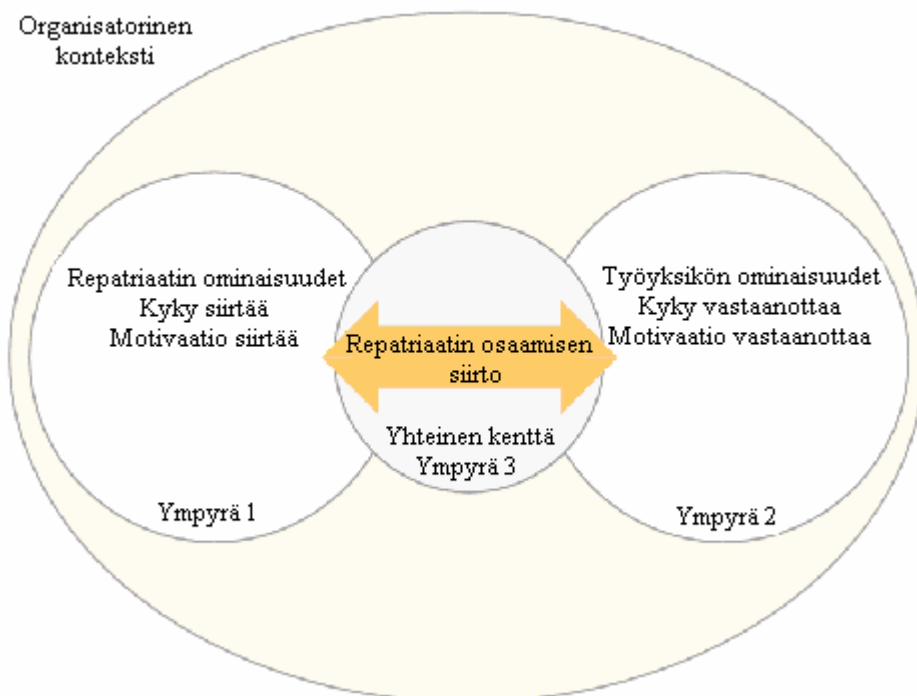 Organisatorinen
konteksti
Repatriaatin ominaisuudet
Kyky siirtää
Motivaatio siirtää
Ympyrä 1
Repatriaatin osaamisen
siirto
Yhteinen kenttä
Ympyrä 3
Työyksikön ominaisuudet
Kyky vastaanottaa
Motivaatio vastaanottaa
Ympyrä 2